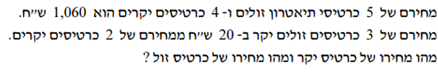 מחירם של 5 כרטיסי תיאטרון זולים ו- 4 כרטיסים יקרים הוא 1,060 ש״ח.
מחירם של 3 כרטיסים זולים יקר ב- 20 ש״ח ממחירם של 2 כרטיסים יקרים.
מהו מחירו של כרטיס יקר ומהו מחירו של כרטיס זול ?